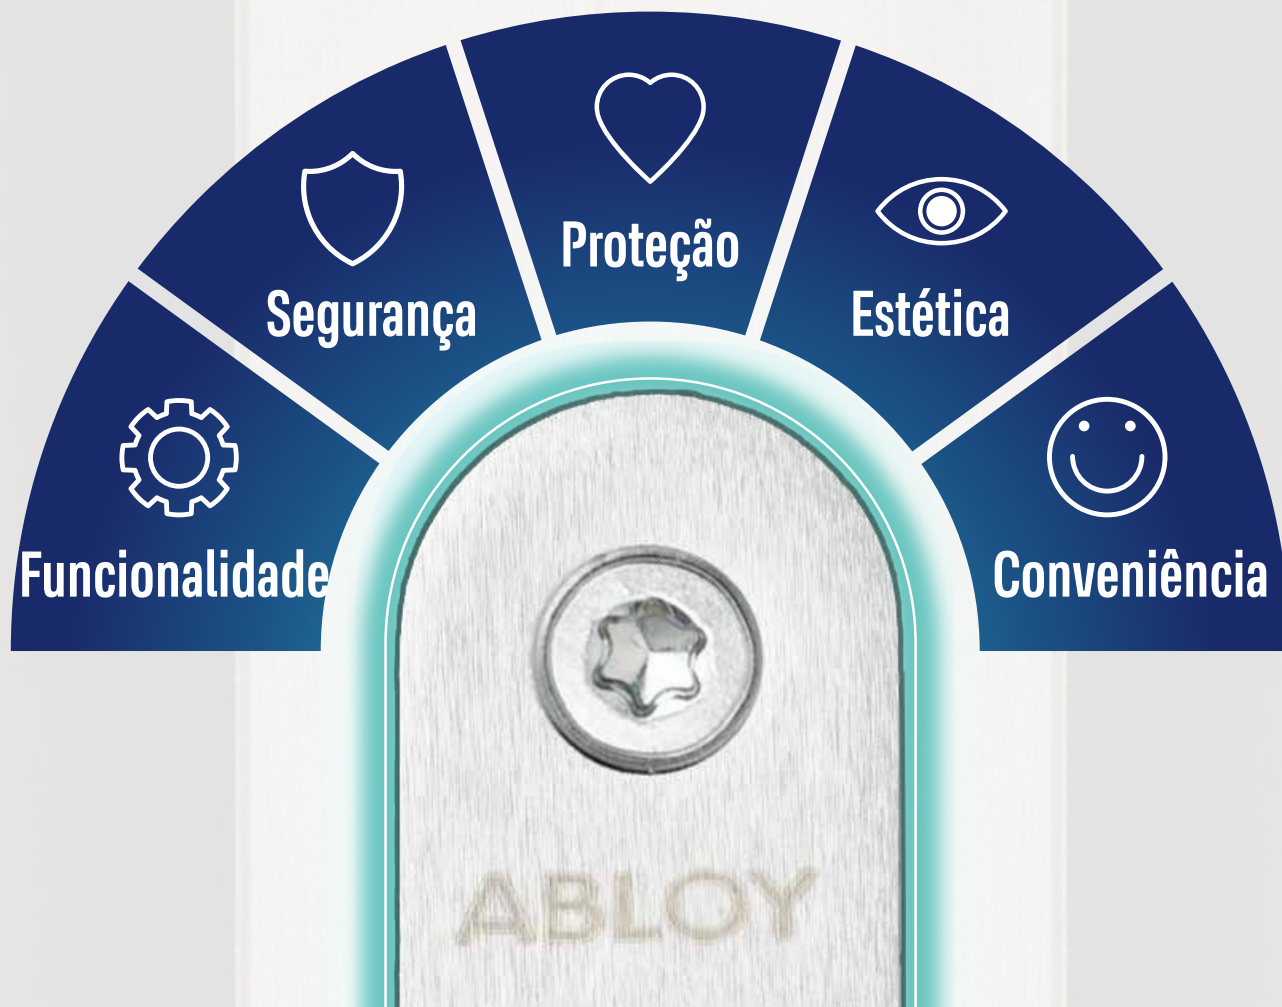 Funcionalidade
Segurança
Proteção
Estética
Conveniência
ABLOY